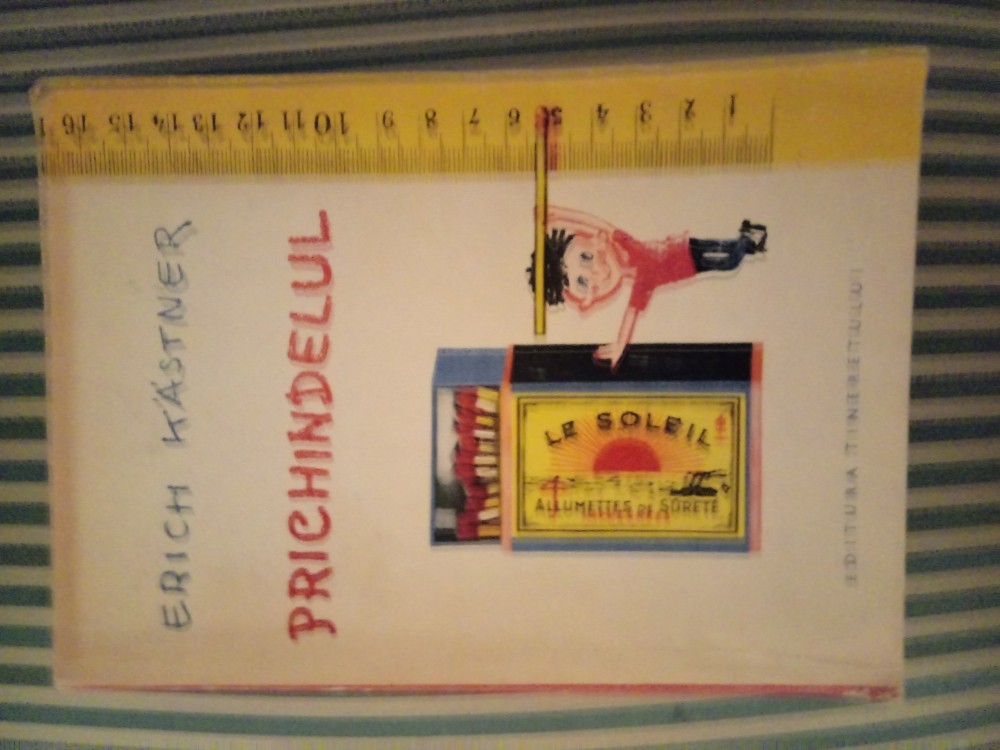 ERICH KÄSTNER
PRICHINDELUL
LE SOLEIL
ALLUMETTES DE SÛRETÉ
EDITURA TINERETULUI
1 2 3 4 5 6 7 8 9 10 11 12 13 14 15 16